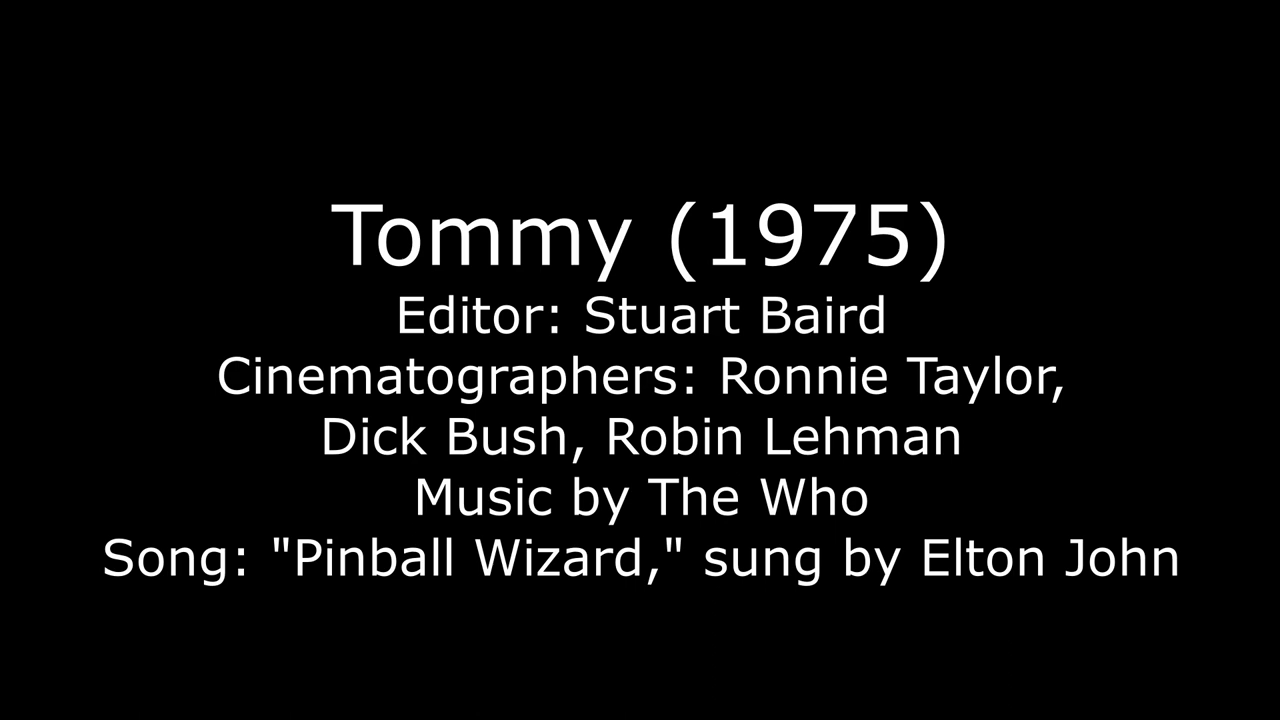 Tommy (1975)
Editor: Stuart Baird
Cinematographers: Ronnie Taylor,
Dick Bush, Robin Lehman
Music by The Who
Song: "Pinball Wizard," sung by Elton John